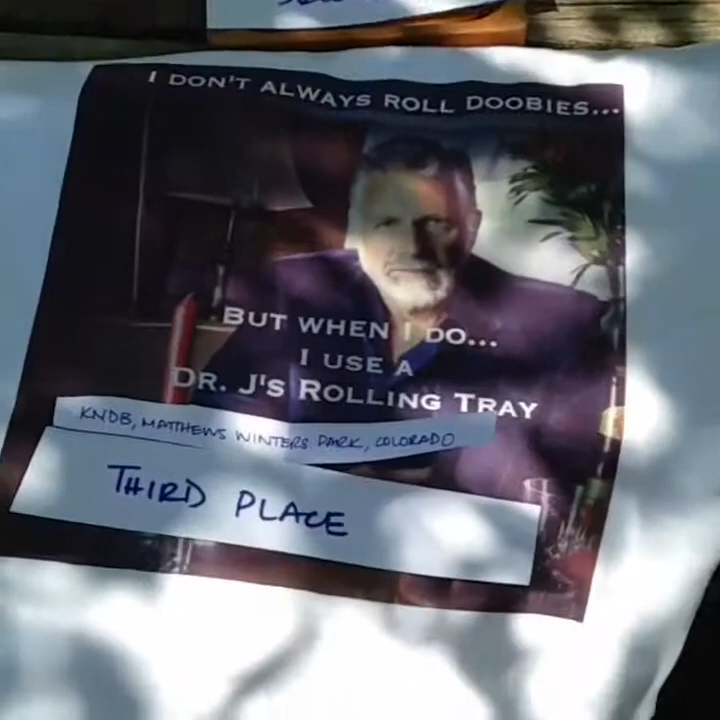 I DON'T ALWAYS ROLL DOOBIES...
BUT WHEN I DO...
I USE A
DR. J'S ROLLING TRAY
KNDB, MATTHEWS WINTERS PARK, COLORADO
THIRD PLACE